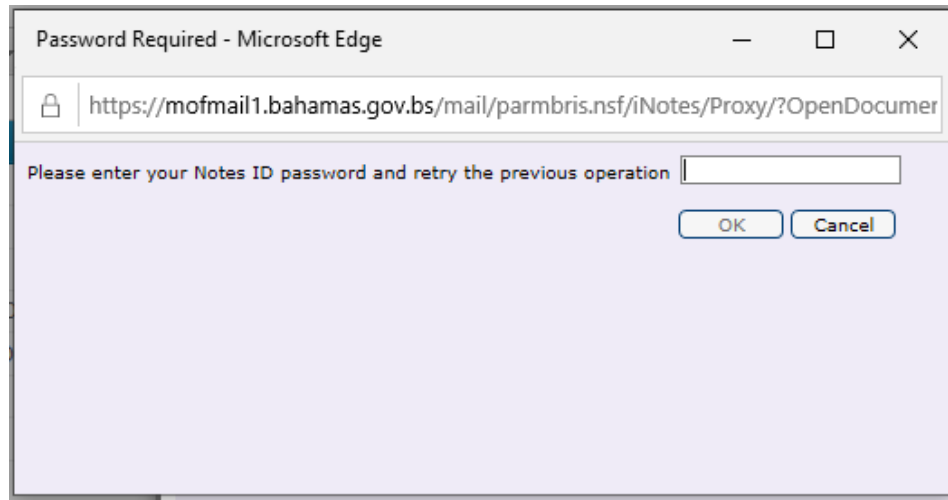 Password Required - Microsoft Edge
https://mofmail1.bahamas.gov.bs/mail/parmbris.nsf/iNotes/Proxy/?OpenDocumer
Please enter your Notes ID password and retry the previous operation
OK Cancel